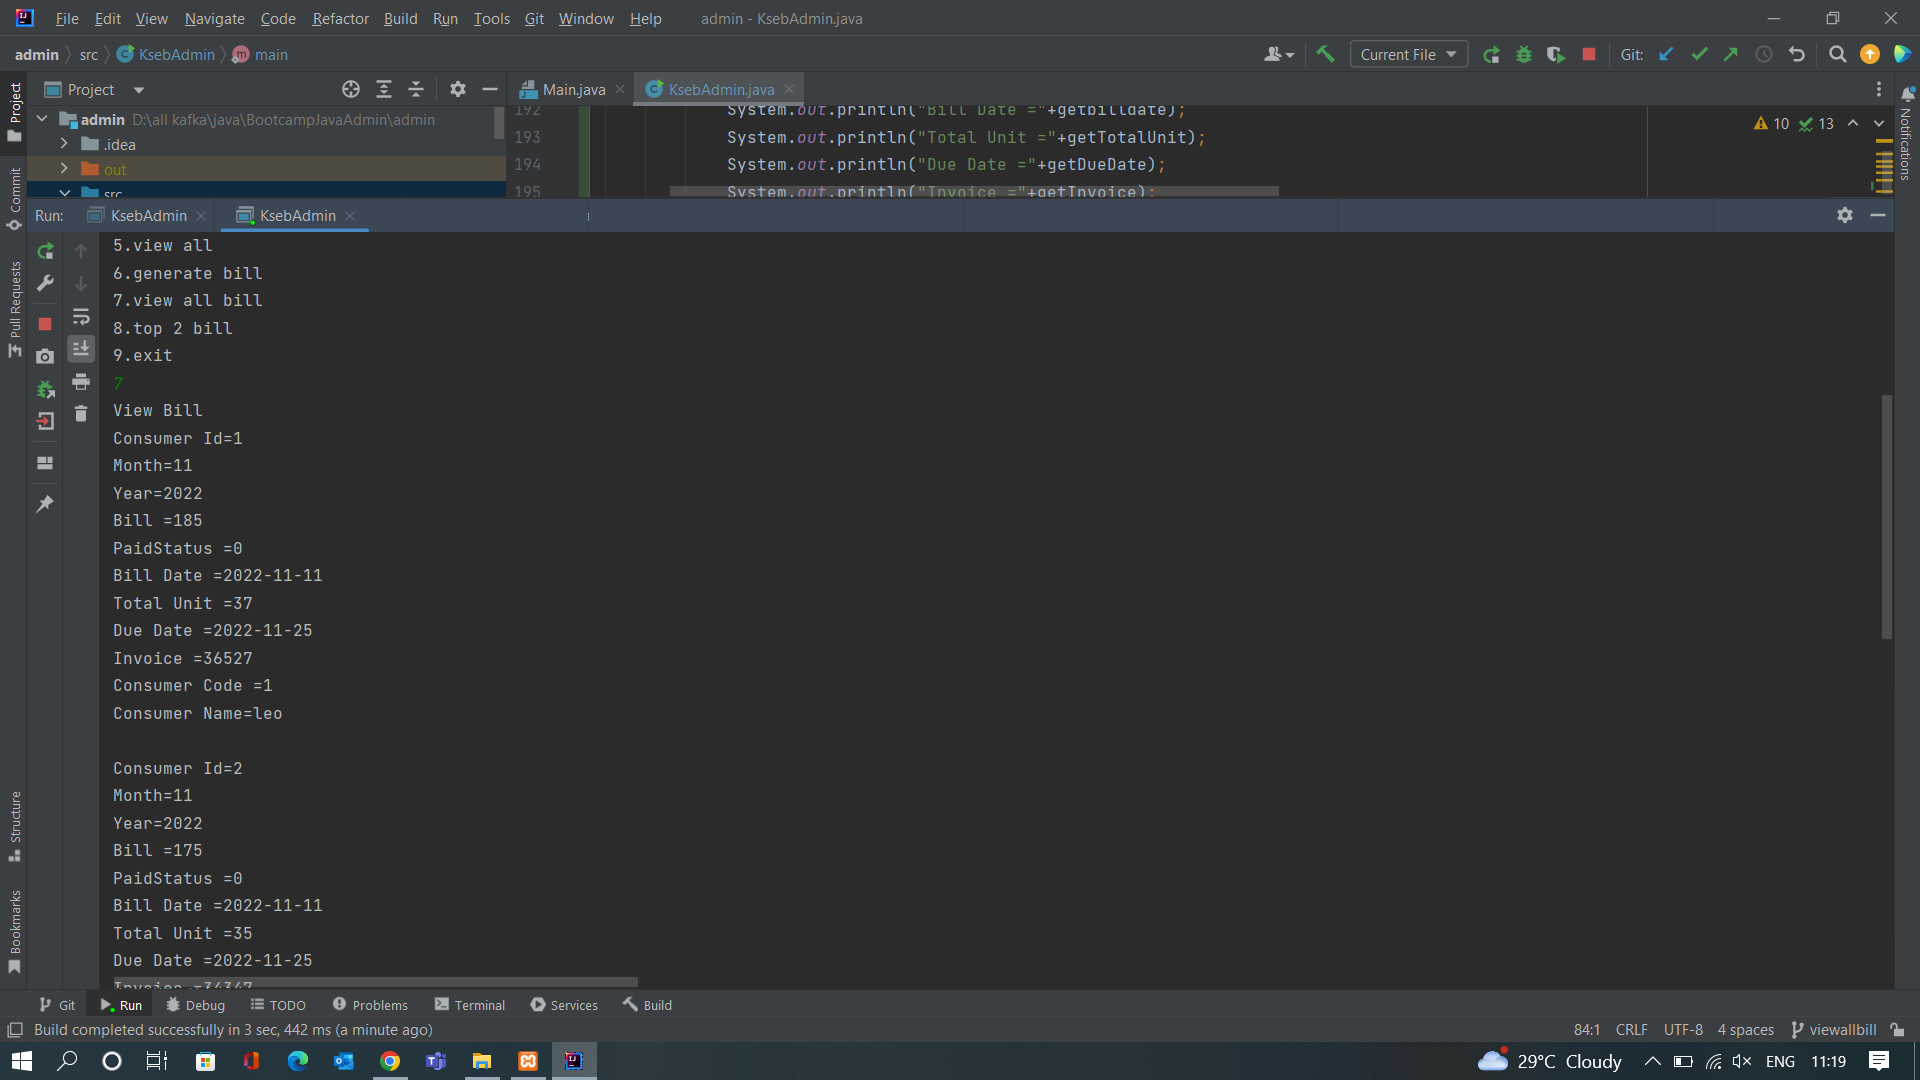 File Edit View Navigate Code Refactor Build Run Tools Git Window Help admin - KsebAdmin.java
admin src KsebAdmin main Current File Git:
Project Main.java KsebAdmin.java
admin D:\all kafka\java\BootcampJavaAdmin\admin
.idea
out
src
192 System.out.println("Bill Date ="+getbilldate);
193 System.out.println("Total Unit ="+getTotalUnit);
194 System.out.println("Due Date ="+getDueDate);
195 System.out.println("Invoice ="+getInvoice);
10 13
Run: KsebAdmin KsebAdmin
5.view all
6.generate bill
7.view all bill
8.top 2 bill
9.exit
7
View Bill
Consumer Id=1
Month=11
Year=2022
Bill =185
PaidStatus =0
Bill Date =2022-11-11
Total Unit =37
Due Date =2022-11-25
Invoice =36527
Consumer Code =1
Consumer Name=leo
Consumer Id=2
Month=11
Year=2022
Bill =175
PaidStatus =0
Bill Date =2022-11-11
Total Unit =35
Due Date =2022-11-25
Invoice =34347
Project
Commit
Pull Requests
Structure
Bookmarks
Notifications
Git Run Debug TODO Problems Terminal Services Build
Build completed successfully in 3 sec, 442 ms (a minute ago) 84:1 CRLF UTF-8 4 spaces viewallbill
29°C Cloudy ENG 11:19